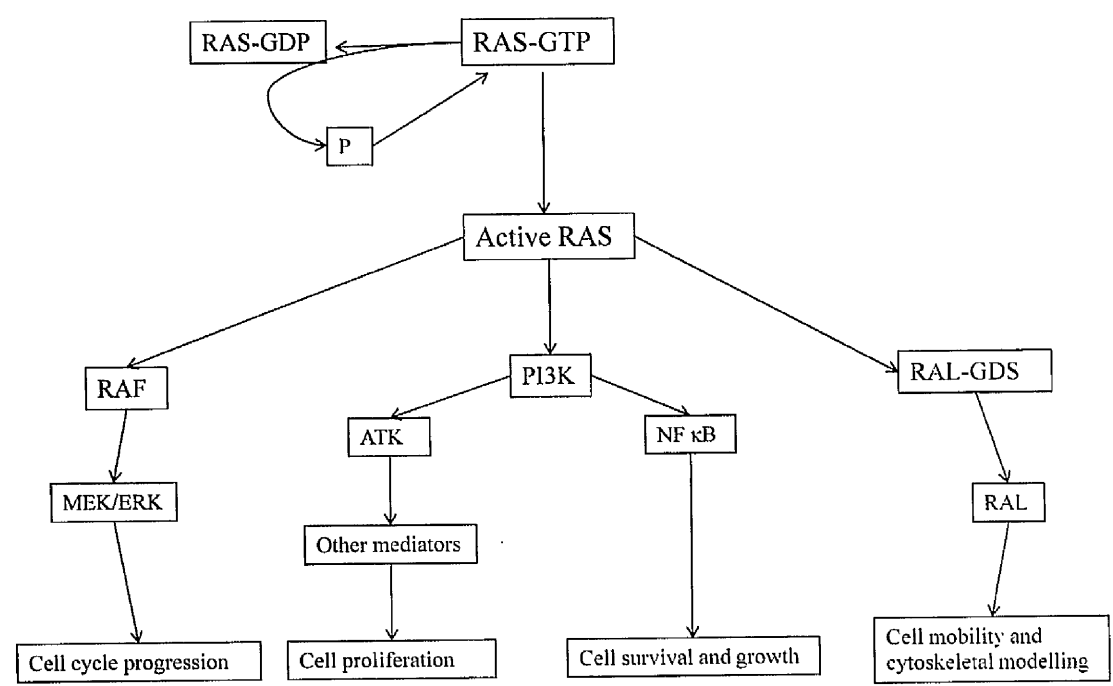 RAS-GDP
RAS-GTP
P
Active RAS
RAF
PI3K
RAL-GDS
ATK
NF κB
MEK/ERK
RAL
Other mediators
Cell cycle progression
Cell proliferation
Cell survival and growth
Cell mobility and
cytoskeletal modelling